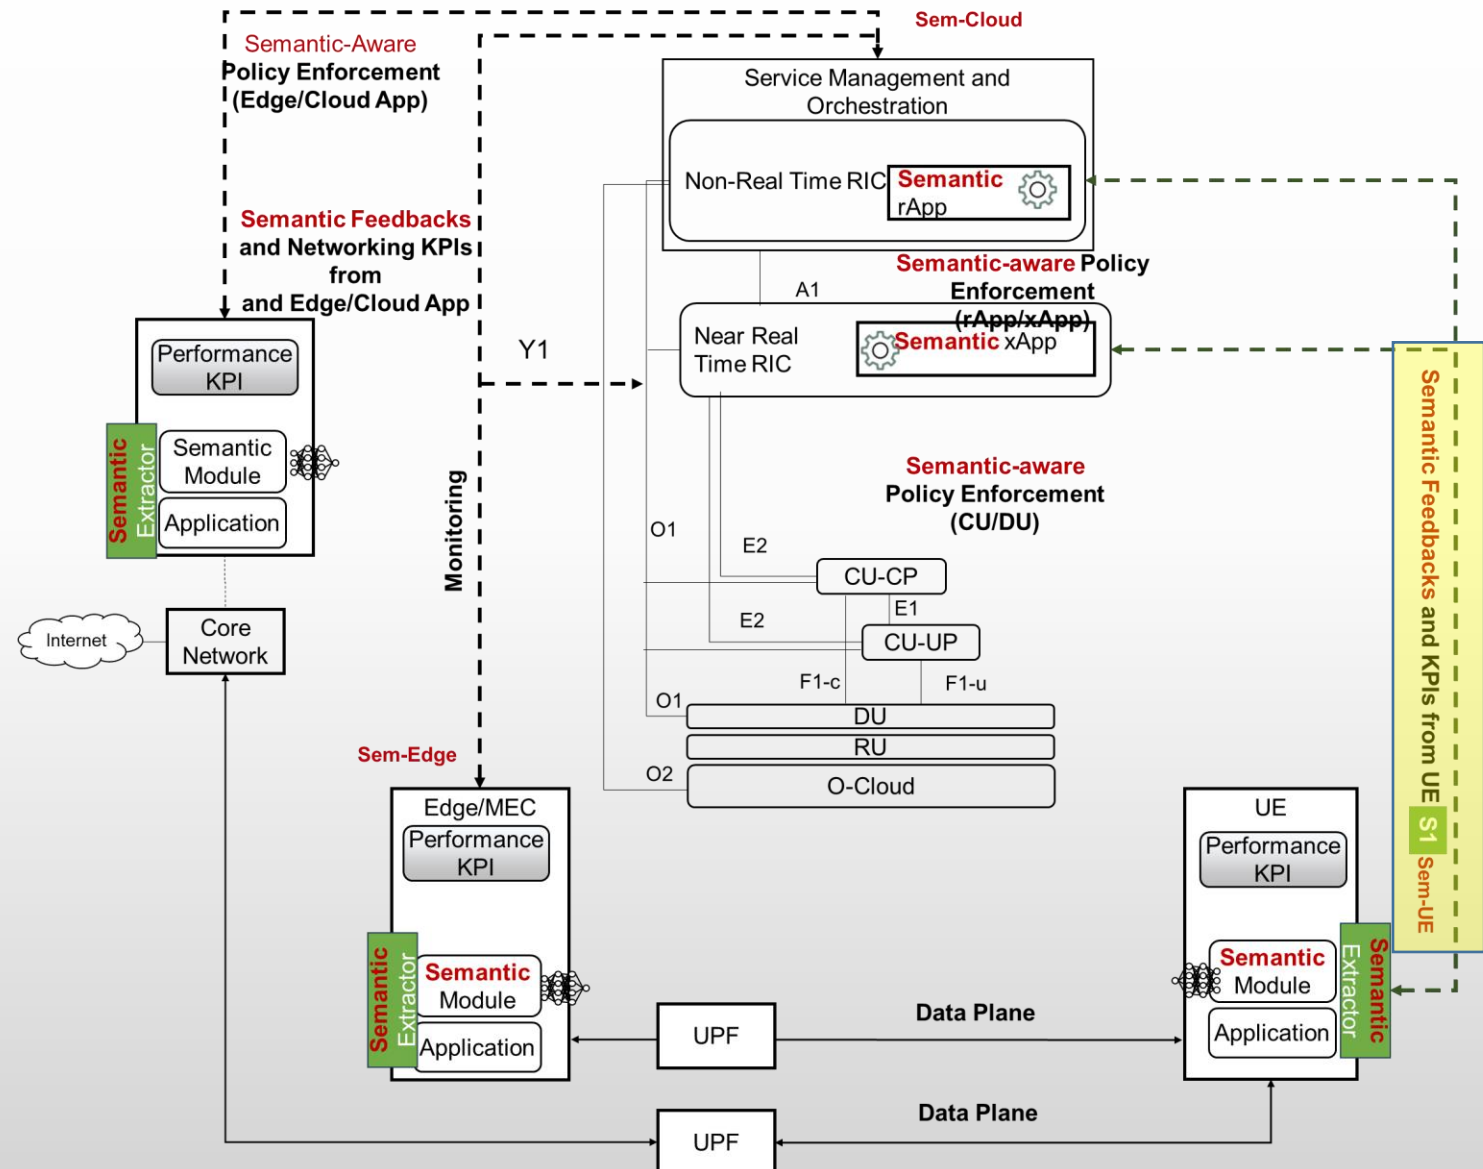 Sem-Cloud
Semantic-Aware
Policy Enforcement
(Edge/Cloud App)
Service Management and
Orchestration
Non-Real Time RIC
Semantic
rApp
Semantic Feedbacks
and Networking KPIs
from
and Edge/Cloud App
A1
Semantic-aware Policy
Enforcement
(rApp/xApp)
Near Real
Time RIC
Semantic xApp
Y1
Performance
KPI
Semantic
Module
Application
Semantic
Extractor
Monitoring
Semantic-aware
Policy Enforcement
(CU/DU)
O1
E2
CU-CP
E1
E2
CU-UP
F1-c
F1-u
O1
DU
RU
O2
O-Cloud
Internet
Core
Network
Sem-Edge
Edge/MEC
Performance
KPI
Semantic
Module
Application
Semantic
Extractor
UE
Performance
KPI
Semantic
Module
Application
Semantic
Extractor
Semantic Feedbacks and KPIs from UE S1 Sem-UE
UPF
Data Plane
UPF
Data Plane